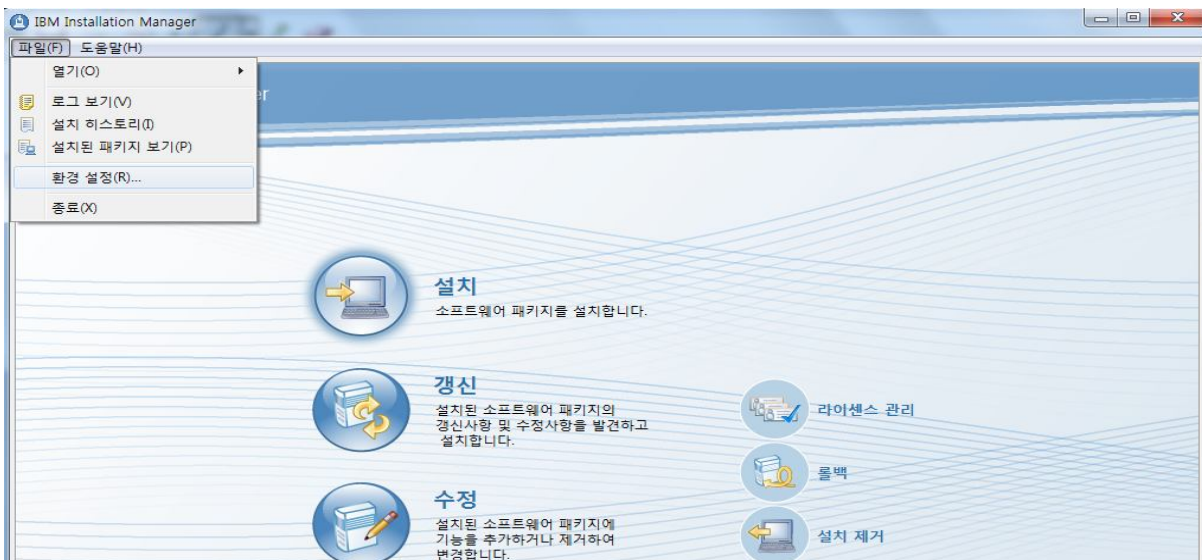 IBM Installation Manager
파일(F) 도움말(H)
열기(O)
er
로그 보기(V)
설치 히스토리(I)
설치된 패키지 보기(P)
환경 설정(R)...
종료(X)
설치
소프트웨어 패키지를 설치합니다.
갱신
설치된 소프트웨어 패키지의
갱신사항 및 수정사항을 발견하고
설치합니다.
라이센스 관리
롤백
수정
설치된 소프트웨어 패키지에
기능을 추가하거나 제거하여
변경합니다.
설치 제거